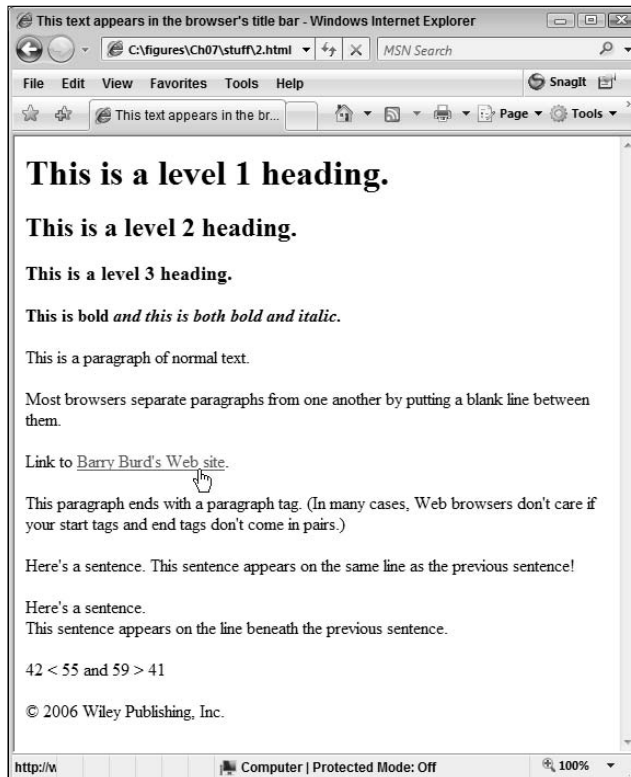 This text appears in the browser's title bar - Windows Internet Explorer
C:\figures\Ch07\stuff\2.html MSN Search
File Edit View Favorites Tools Help SnagIt
This text appears in the br... Page Tools
This is a level 1 heading.
This is a level 2 heading.
This is a level 3 heading.
This is bold and this is both bold and italic.
This is a paragraph of normal text.
Most browsers separate paragraphs from one another by putting a blank line between
them.
Link to Barry Burd's Web site.
This paragraph ends with a paragraph tag. (In many cases, Web browsers don't care if
your start tags and end tags don't come in pairs.)
Here's a sentence. This sentence appears on the same line as the previous sentence!
Here's a sentence.
This sentence appears on the line beneath the previous sentence.
42 < 55 and 59 > 41
© 2006 Wiley Publishing, Inc.
http://w Computer | Protected Mode: Off 100%